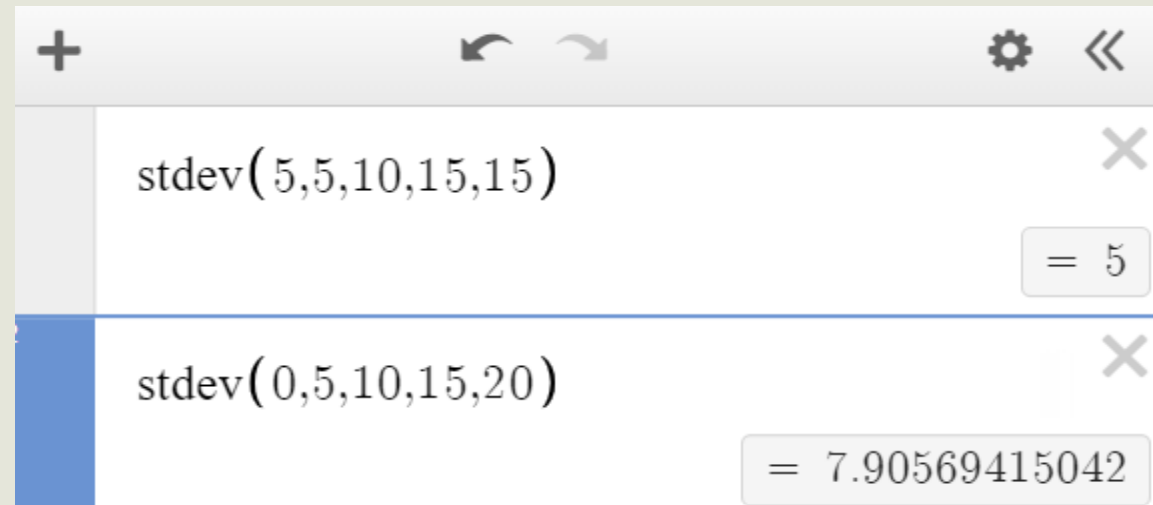 stdev(5,5,10,15,15)
= 5
stdev(0,5,10,15,20)
= 7.90569415042